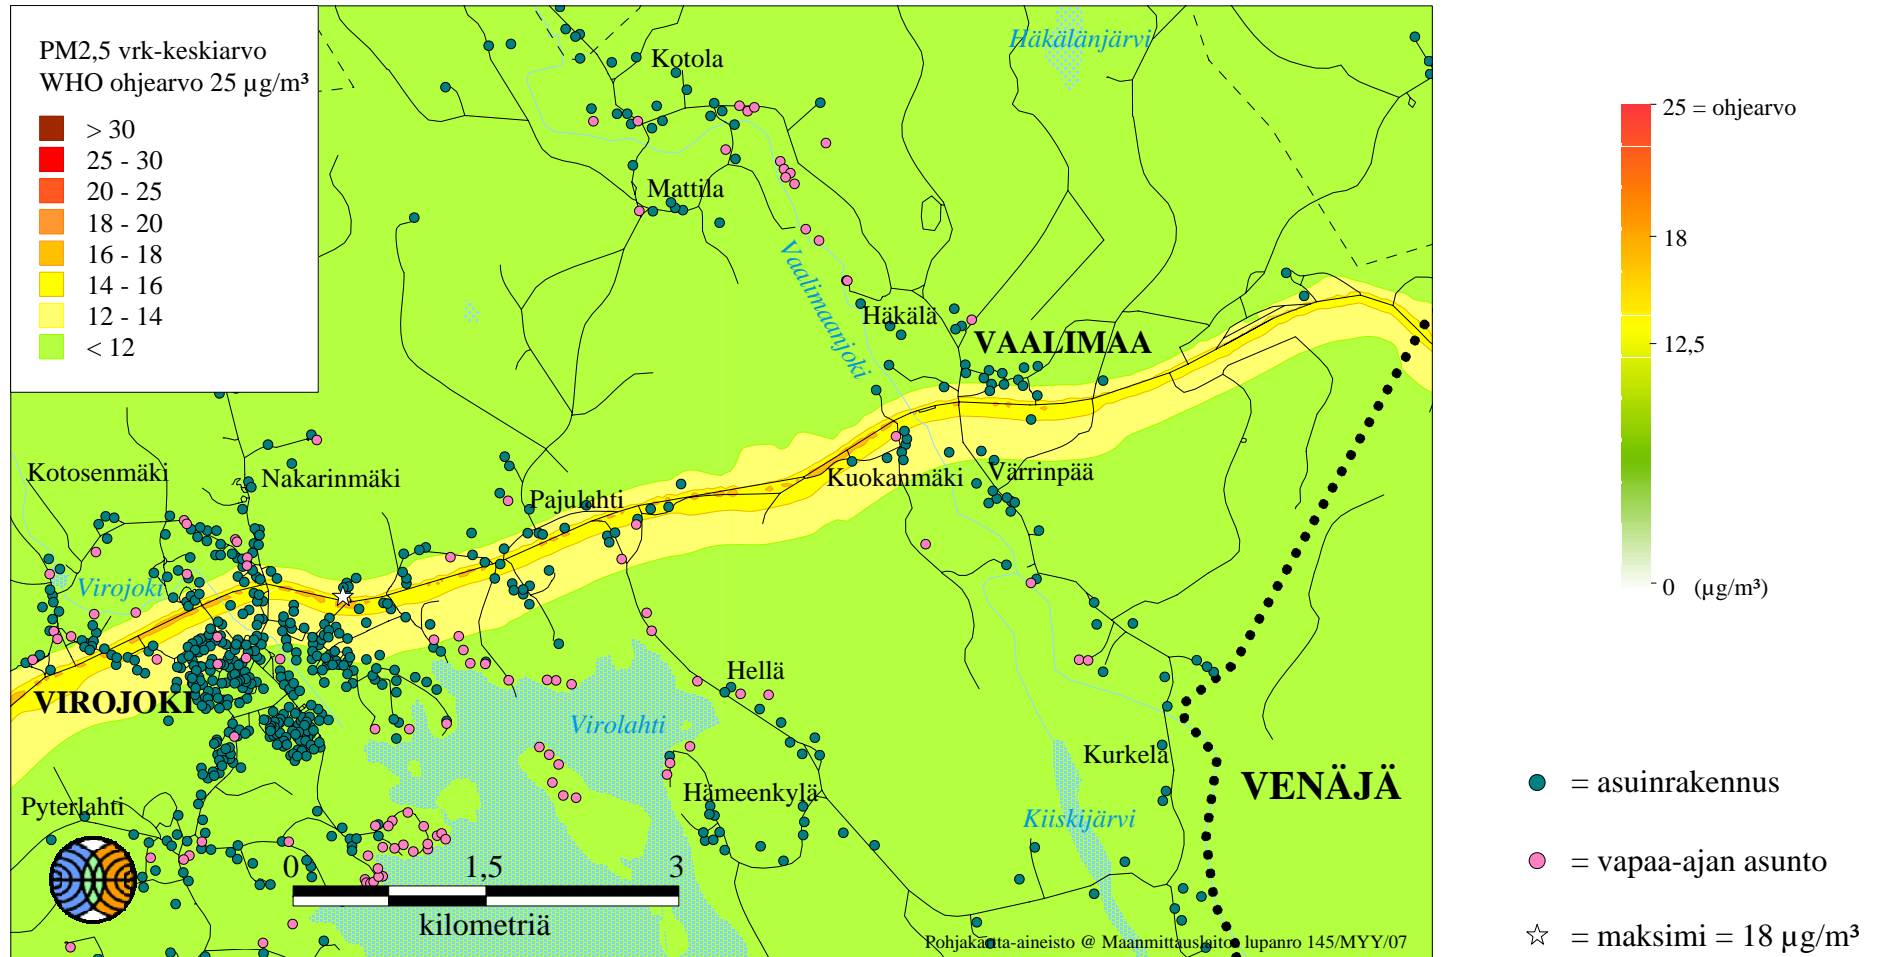 PM2,5 vrk-keskiarvo
WHO ohjearvo 25 µg/m³
> 30
25 - 30
20 - 25
18 - 20
16 - 18
14 - 16
12 - 14
< 12
Kotola
Häkälänjärvi
Mattila
Vaalimaanjoki
Häkälä
VAALIMAA
Kotosenmäki
Nakarinmäki
Pajulahti
Kuokanmäki
Värrinpää
Virojoki
VIROJOKI
Hellä
Virolahti
Kurkela
VENÄJÄ
Hämeenkylä
Pyterlahti
Kiiskijärvi
0 1,5 3
kilometriä
Pohjakartta-aineisto @ Maanmittauslaitos lupanro 145/MYY/07
25 = ohjearvo
18
12,5
0 (µg/m³)
= asuinrakennus
= vapaa-ajan asunto
= maksimi = 18 µg/m³